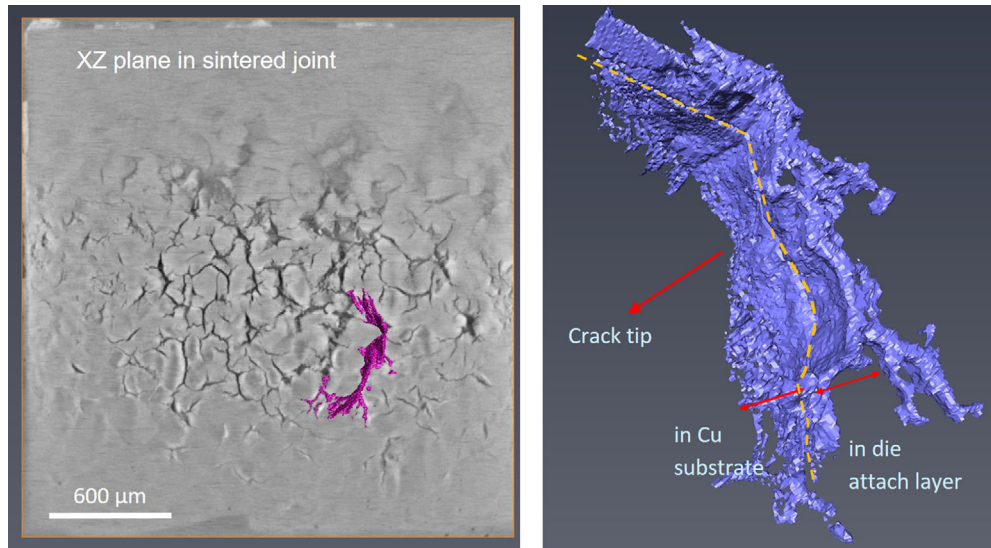 XZ plane in sintered joint
600 μm
Crack tip
in Cu
substrate
in die
attach layer